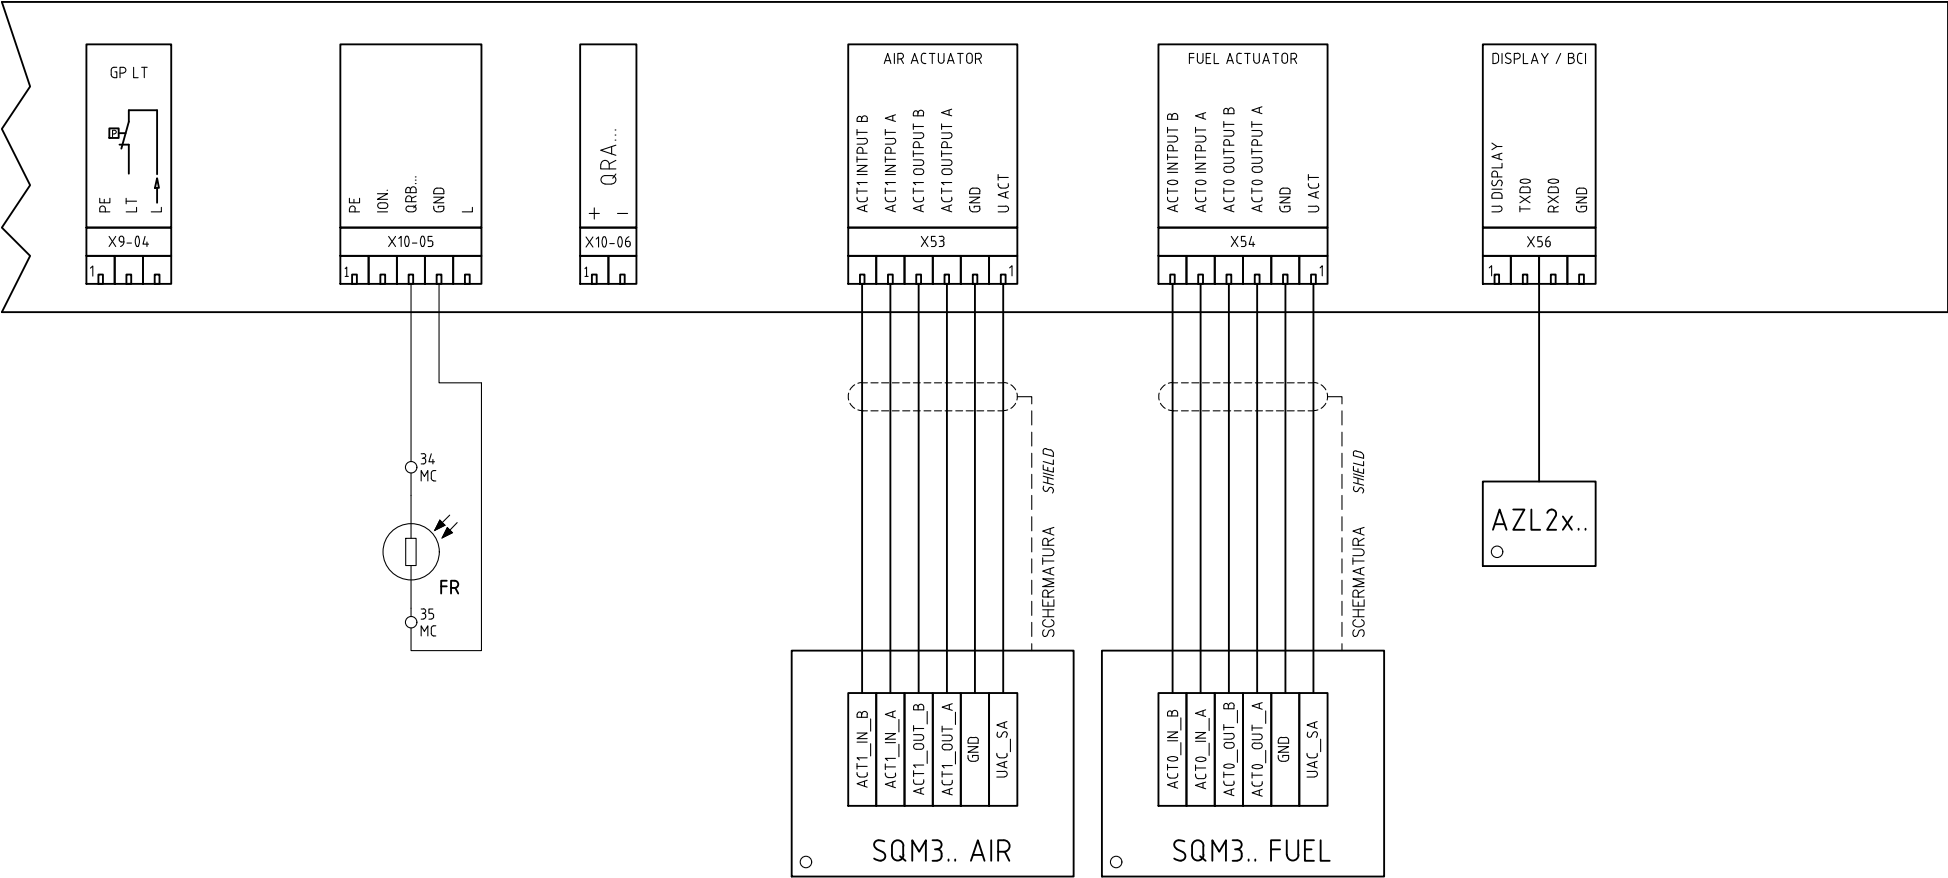 GP LT
P
PE
LT
L
X9-04
1
PE
ION.
QRB...
GND
L
X10-05
1
QRA...
+
–
X10-06
1
AIR ACTUATOR
ACT1 INTPUT B
ACT1 INTPUT A
ACT1 OUTPUT B
ACT1 OUTPUT A
GND
U ACT
X53
1
FUEL ACTUATOR
ACT0 INTPUT B
ACT0 INTPUT A
ACT0 OUTPUT B
ACT0 OUTPUT A
GND
U ACT
X54
1
DISPLAY / BCI
U DISPLAY
TXD0
RXD0
GND
X56
1
34
MC
FR
35
MC
SCHERMATURA SHIELD
SCHERMATURA SHIELD
AZL2x..
ACT1_IN_B
ACT1_IN_A
ACT1_OUT_B
ACT1_OUT_A
GND
UAC_SA
SQM3.. AIR
ACT0_IN_B
ACT0_IN_A
ACT0_OUT_B
ACT0_OUT_A
GND
UAC_SA
SQM3.. FUEL